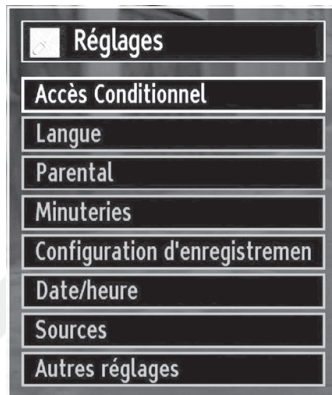 Réglages
Accès Conditionnel
Langue
Parental
Minuteries
Configuration d'enregistremen
Date/heure
Sources
Autres réglages